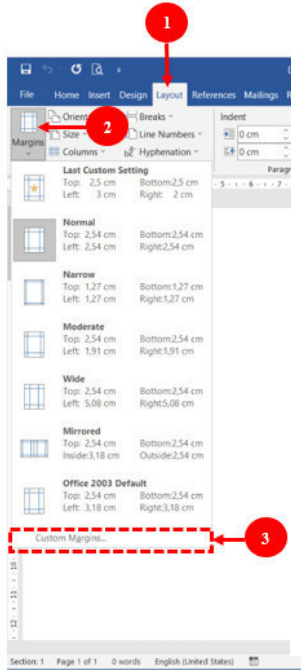 1
File Home Insert Design Layout References Mailings
Orient Breaks Indent
2
Size Line Numbers 0 cm
Margins
Columns Hyphenation 0 cm
Paragr
Last Custom Setting
Top: 2,5 cm Bottom:2,5 cm
Left: 3 cm Right: 2 cm
5 6 7
Normal
Top: 2,54 cm Bottom:2,54 cm
Left: 2,54 cm Right:2,54 cm
Narrow
Top: 1,27 cm Bottom:1,27 cm
Left: 1,27 cm Right:1,27 cm
Moderate
Top: 2,54 cm Bottom:2,54 cm
Left: 1,91 cm Right:1,91 cm
Wide
Top: 2,54 cm Bottom:2,54 cm
Left: 5,08 cm Right:5,08 cm
Mirrored
Top: 2,54 cm Bottom:2,54 cm
Inside:3,18 cm Outside:2,54 cm
Office 2003 Default
Top: 2,54 cm Bottom:2,54 cm
Left: 3,18 cm Right:3,18 cm
Custom Margins...
3
10
11
12
Section: 1 Page 1 of 1 0 words English (United States)